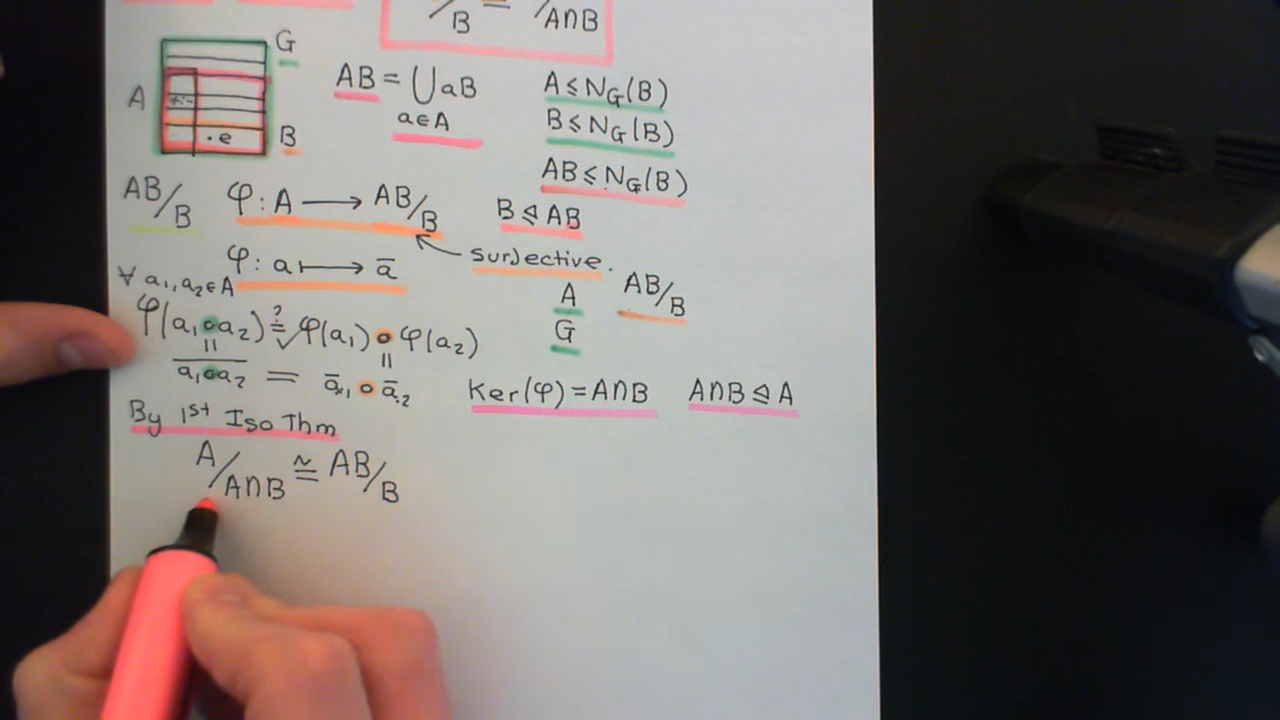 /B = /A∩B
G
A
B
·e
AB = ⋃ aB
a∈A
A ≤ N_G(B)
B ≤ N_G(B)
AB ≤ N_G(B)
AB/B φ: A ⟶ AB/B B ⊴ AB
φ: a ⟼ ā surjective.
∀ a₁, a₂ ∈ A
A AB/B
G
φ(a₁∘a₂) ≟✓ φ(a₁)∘φ(a₂)
॥ ॥
a₁∘a₂ = ā₁∘ā₂
Ker(φ) = A∩B A∩B ⊴ A
By 1st Iso Thm
A/A∩B ≅ AB/B